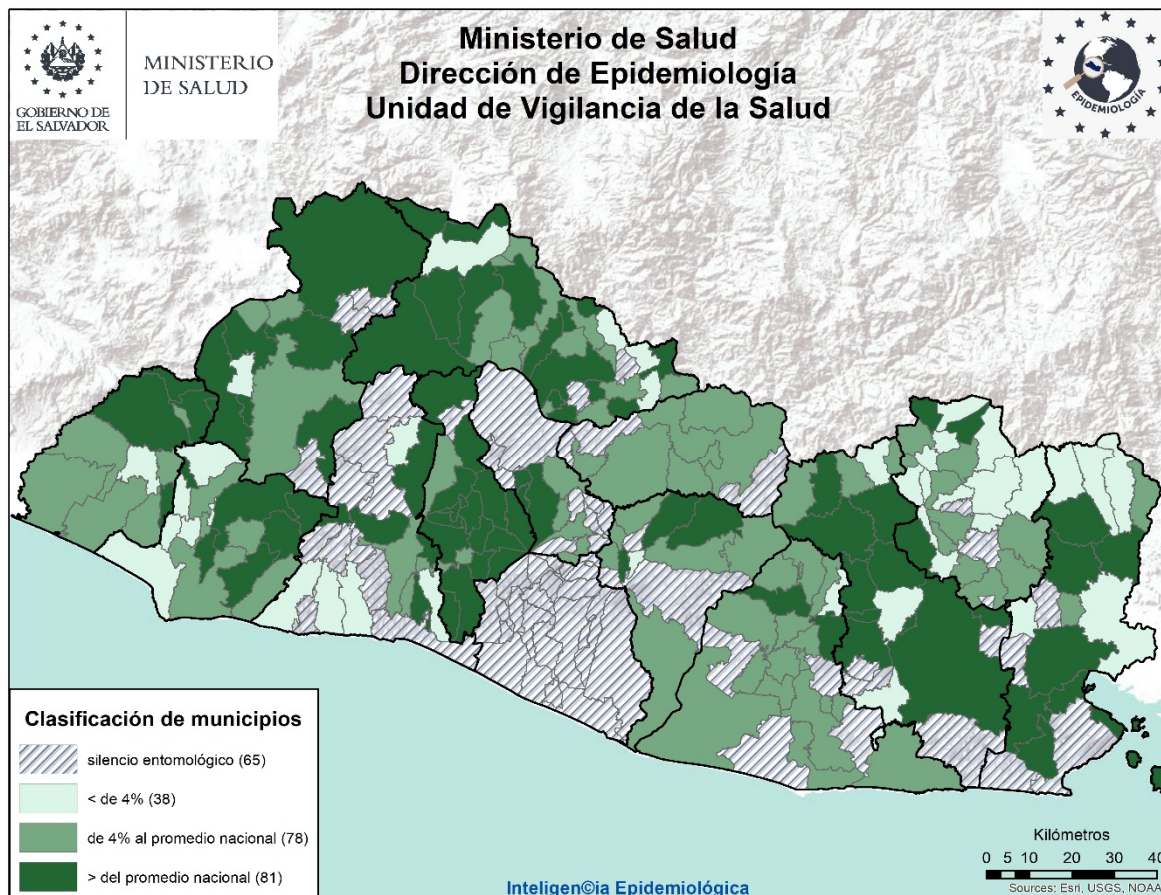 Ministerio de Salud
Dirección de Epidemiología
Unidad de Vigilancia de la Salud
GOBIERNO DE
EL SALVADOR
MINISTERIO
DE SALUD
EPIDEMIOLOGÍA
Clasificación de municipios
silencio entomológico (65)
< de 4% (38)
de 4% al promedio nacional (78)
> del promedio nacional (81)
Inteligen©ia Epidemiológica
Kilómetros
0 5 10 20 30 40
Sources: Esri, USGS, NOAA